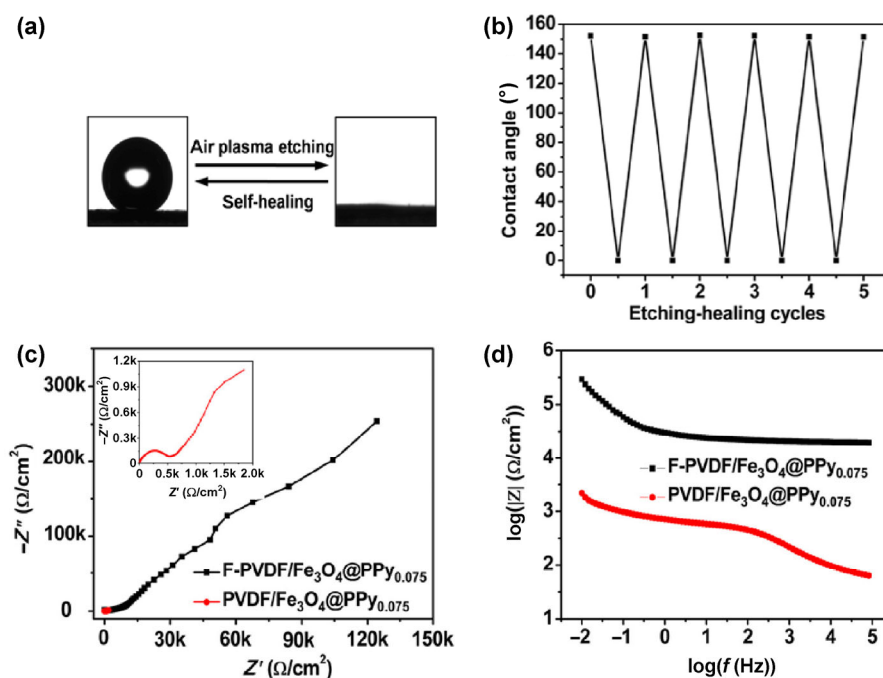 (a)
Air plasma etching
Self-healing
(b)
160
140
120
100
80
60
40
20
0
Contact angle (°)
0 1 2 3 4 5
Etching-healing cycles
(c)
300k
200k
100k
0
−Z″ (Ω/cm²)
1.2k
0.9k
0.6k
0.3k
0
−Z″ (Ω/cm²)
0 0.5k 1.0k 1.5k 2.0k
Z′ (Ω/cm²)
F-PVDF/Fe₃O₄@PPy₀.₀₇₅
PVDF/Fe₃O₄@PPy₀.₀₇₅
0 30k 60k 90k 120k 150k
Z′ (Ω/cm²)
(d)
6
5
4
3
2
1
log(|Z| (Ω/cm²))
F-PVDF/Fe₃O₄@PPy₀.₀₇₅
PVDF/Fe₃O₄@PPy₀.₀₇₅
−2 −1 0 1 2 3 4 5
log(f (Hz))